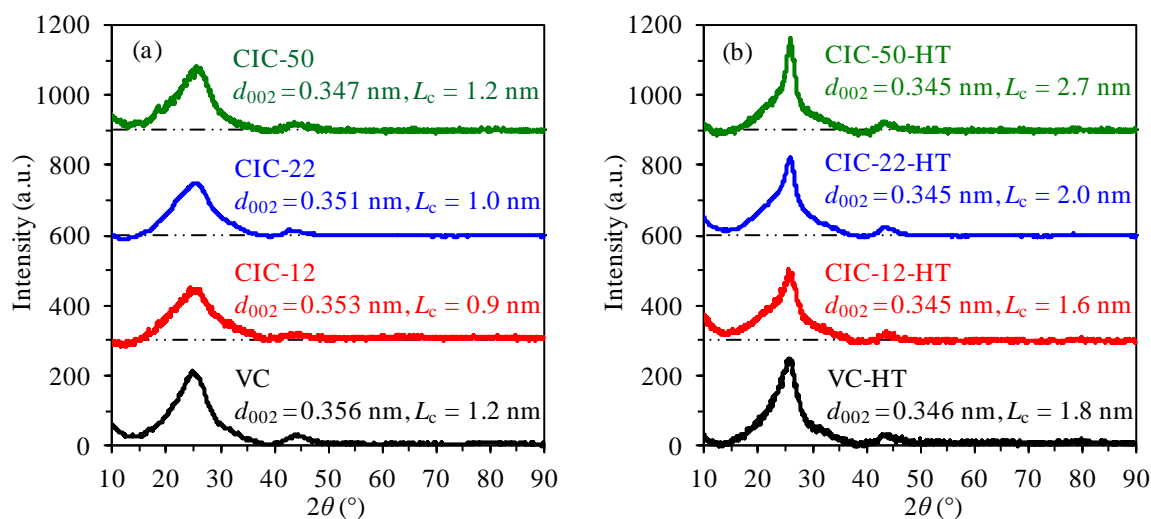 (a)
CIC-50
d002 = 0.347 nm, Lc = 1.2 nm
CIC-22
d002 = 0.351 nm, Lc = 1.0 nm
CIC-12
d002 = 0.353 nm, Lc = 0.9 nm
VC
d002 = 0.356 nm, Lc = 1.2 nm
Intensity (a.u.)
1200
1000
800
600
400
200
0
10 20 30 40 50 60 70 80 90
2θ (°)
(b)
CIC-50-HT
d002 = 0.345 nm, Lc = 2.7 nm
CIC-22-HT
d002 = 0.345 nm, Lc = 2.0 nm
CIC-12-HT
d002 = 0.345 nm, Lc = 1.6 nm
VC-HT
d002 = 0.346 nm, Lc = 1.8 nm
Intensity (a.u.)
1200
1000
800
600
400
200
0
10 20 30 40 50 60 70 80 90
2θ (°)